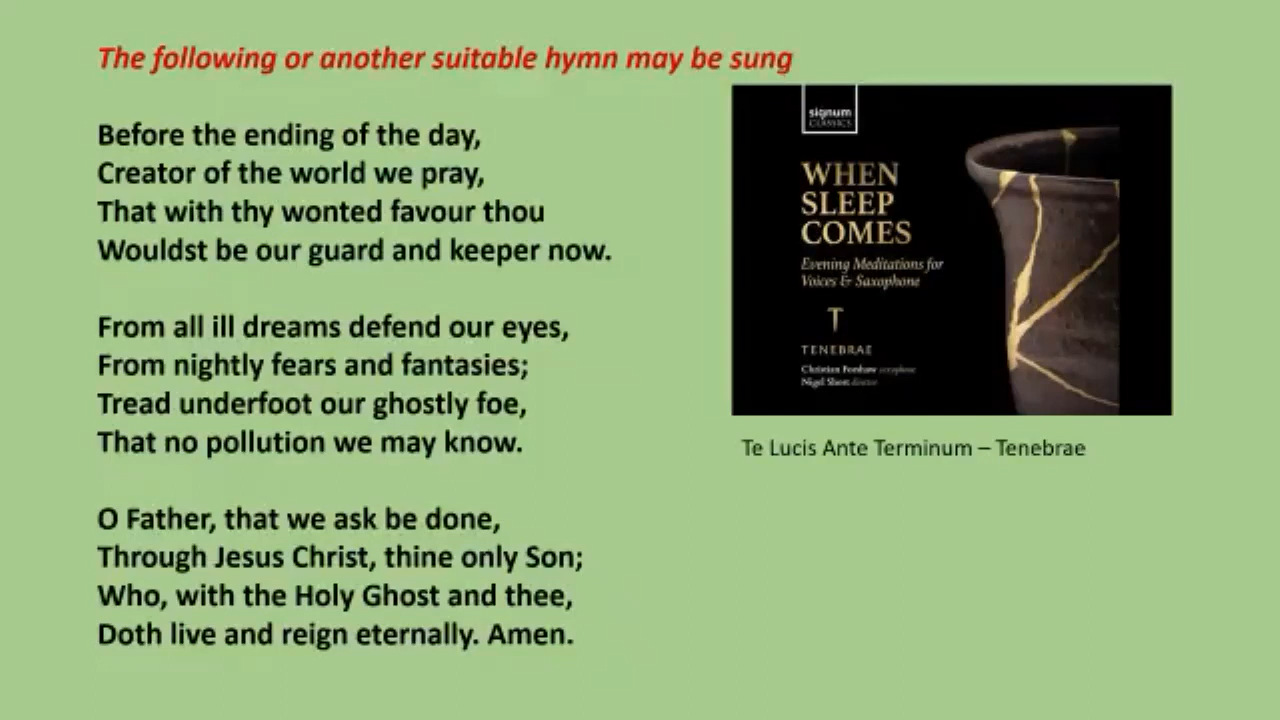 The following or another suitable hymn may be sung
Before the ending of the day,
Creator of the world we pray,
That with thy wonted favour thou
Wouldst be our guard and keeper now.
From all ill dreams defend our eyes,
From nightly fears and fantasies;
Tread underfoot our ghostly foe,
That no pollution we may know.
O Father, that we ask be done,
Through Jesus Christ, thine only Son;
Who, with the Holy Ghost and thee,
Doth live and reign eternally. Amen.
signum
CLASSICS
WHEN
SLEEP
COMES
Evening Meditations for
Voices & Saxophone
T
TENEBRAE
Christian Forshaw saxophone
Nigel Short director
Te Lucis Ante Terminum – Tenebrae